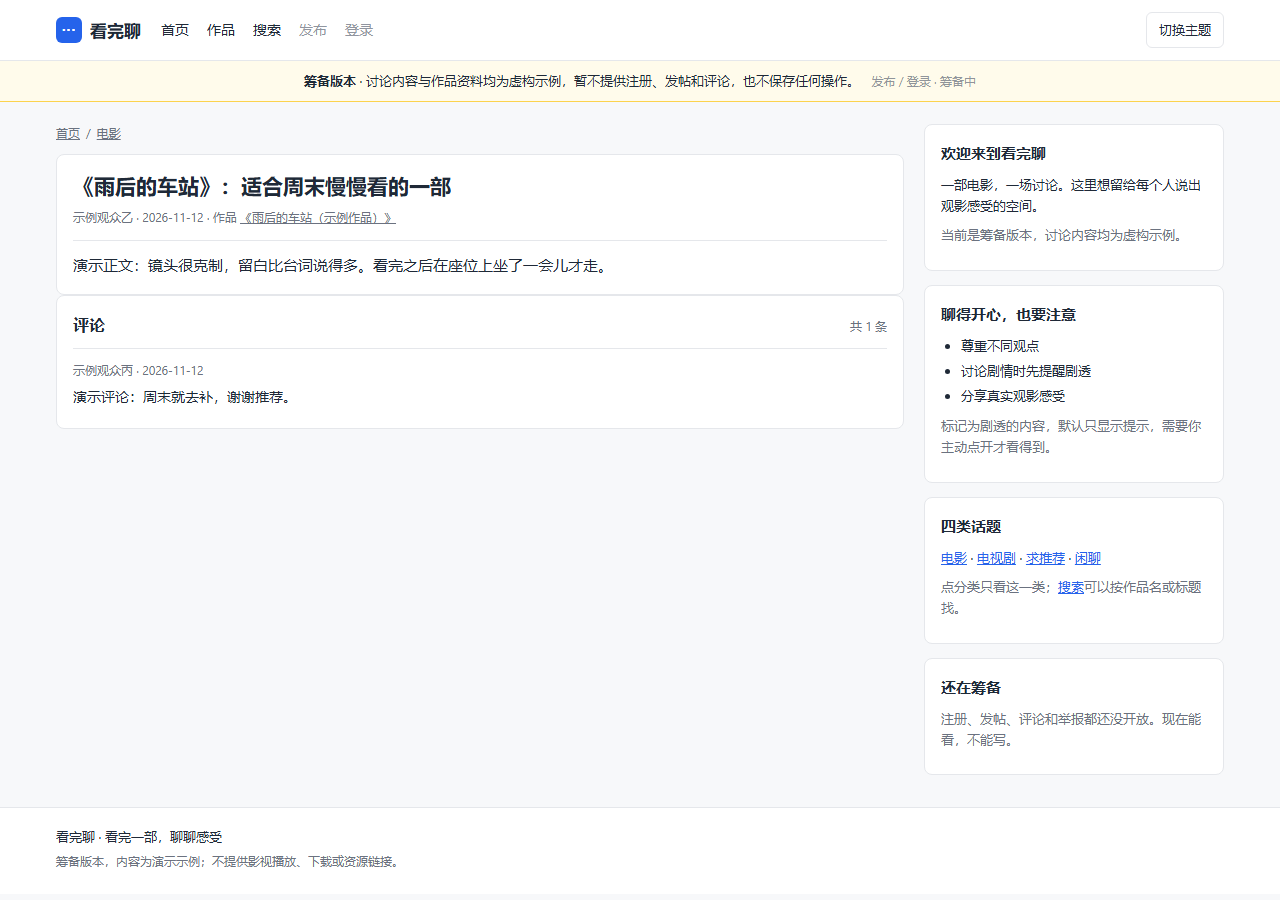 看完聊 首页 作品 搜索 发布 登录 切换主题
筹备版本 · 讨论内容与作品资料均为虚构示例，暂不提供注册、发帖和评论，也不保存任何操作。 发布 / 登录 · 筹备中
首页 / 电影
《雨后的车站》：适合周末慢慢看的一部
示例观众乙 · 2026-11-12 · 作品 《雨后的车站（示例作品）》
演示正文：镜头很克制，留白比台词说得多。看完之后在座位上坐了一会儿才走。
评论 共 1 条
示例观众丙 · 2026-11-12
演示评论：周末就去补，谢谢推荐。
欢迎来到看完聊
一部电影，一场讨论。这里想留给每个人说出
观影感受的空间。
当前是筹备版本，讨论内容均为虚构示例。
聊得开心，也要注意
尊重不同观点
讨论剧情时先提醒剧透
分享真实观影感受
标记为剧透的内容，默认只显示提示，需要你
主动点开才看得到。
四类话题
电影 · 电视剧 · 求推荐 · 闲聊
点分类只看这一类；搜索可以按作品名或标题
找。
还在筹备
注册、发帖、评论和举报都还没开放。现在能
看，不能写。
看完聊 · 看完一部，聊聊感受
筹备版本，内容为演示示例；不提供影视播放、下载或资源链接。